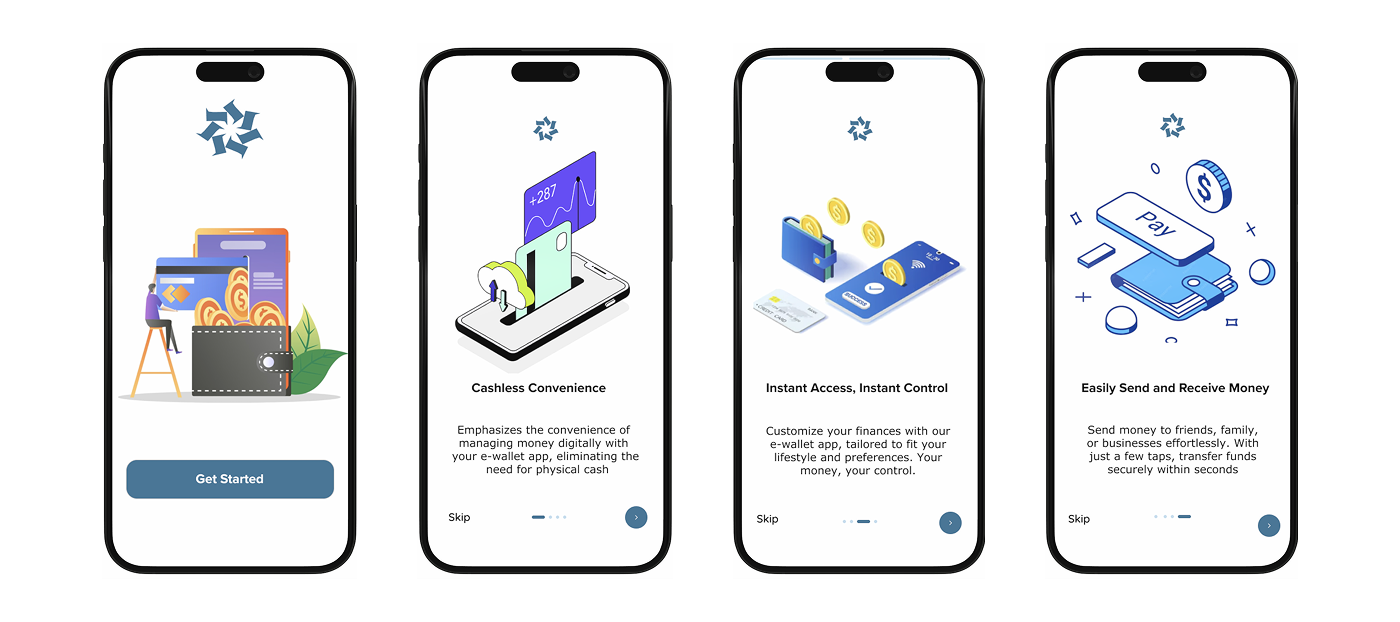 Get Started
+287
Cashless Convenience
Emphasizes the convenience of
managing money digitally with
your e-wallet app, eliminating the
need for physical cash
Skip
SUCCESS
CREDIT CARD
Instant Access, Instant Control
Customize your finances with our
e-wallet app, tailored to fit your
lifestyle and preferences. Your
money, your control.
Skip
Pay
Easily Send and Receive Money
Send money to friends, family,
or businesses effortlessly. With
just a few taps, transfer funds
securely within seconds
Skip